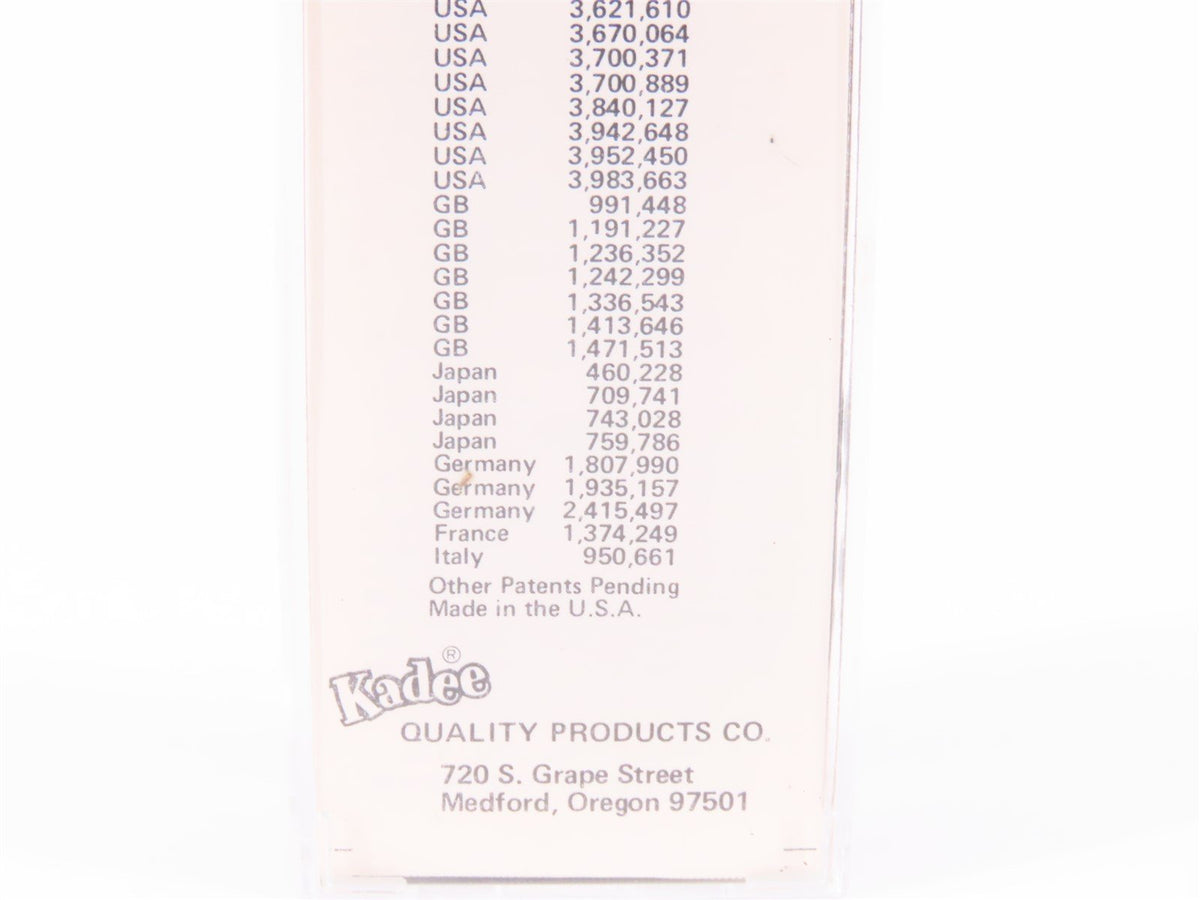 USA 3,621,610
USA 3,670,064
USA 3,700,371
USA 3,700,889
USA 3,840,127
USA 3,942,648
USA 3,952,450
USA 3,983,663
GB 991,448
GB 1,191,227
GB 1,236,352
GB 1,242,299
GB 1,336,543
GB 1,413,646
GB 1,471,513
Japan 460,228
Japan 709,741
Japan 743,028
Japan 759,786
Germany 1,807,990
Germany 1,935,157
Germany 2,415,497
France 1,374,249
Italy 950,661
Other Patents Pending
Made in the U.S.A.
Kadee®
QUALITY PRODUCTS CO.
720 S. Grape Street
Medford, Oregon 97501